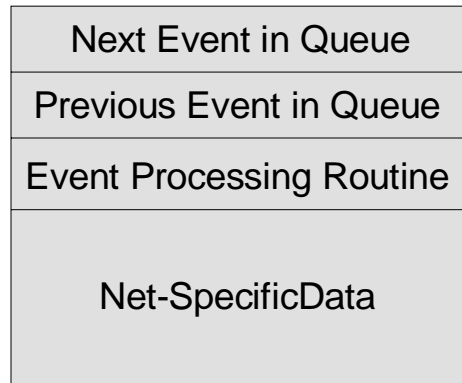 Next Event in Queue
Previous Event in Queue
Event Processing Routine
Net-SpecificData